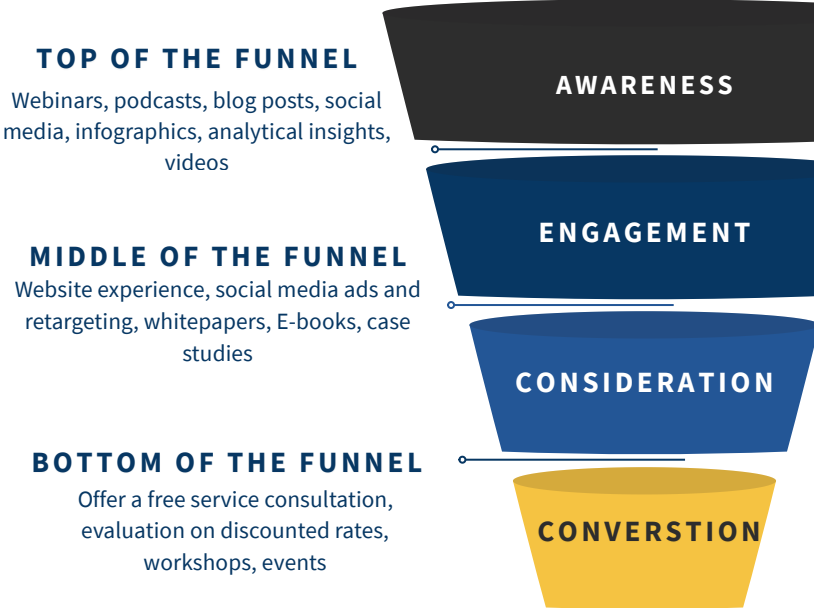 TOP OF THE FUNNEL
Webinars, podcasts, blog posts, social
media, infographics, analytical insights,
videos
AWARENESS
ENGAGEMENT
MIDDLE OF THE FUNNEL
Website experience, social media ads and
retargeting, whitepapers, E-books, case
studies
CONSIDERATION
BOTTOM OF THE FUNNEL
Offer a free service consultation,
evaluation on discounted rates,
workshops, events
CONVERSTION